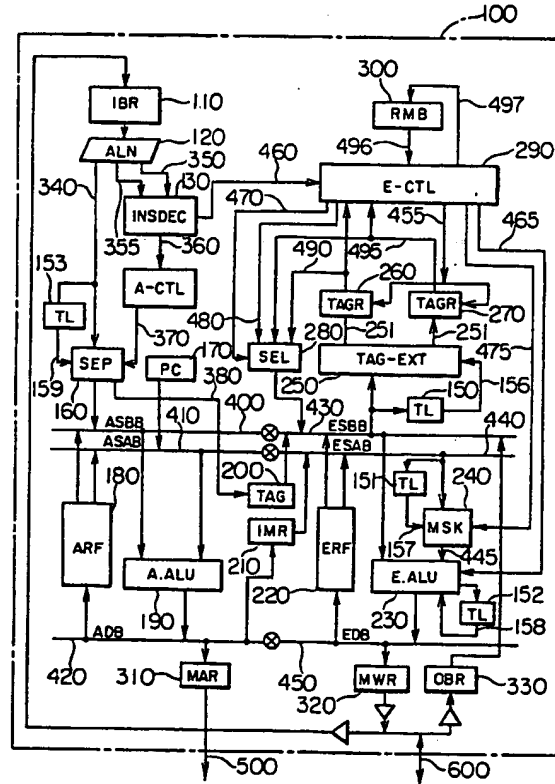 100
300
497
IBR
110
RMB
496
290
ALN
120
350
460
340
130
E-CTL
355
INSDEC
470
455
465
360
495
153
490
260
A-CTL
TAGR
TAGR
270
TL
480
280
251
251
475
370
159
SEP
PC
170
SEL
TAG-EXT
150
156
160
380
250
TL
ASBB
410
400
430
ESBB
440
ASAB
ESAB
200
151
TL
240
180
TAG
MSK
210
IMR
157
445
ARF
ERF
A.ALU
E.ALU
152
190
220
230
TL
158
ADB
EDB
420
310
MAR
450
320
MWR
OBR
330
500
600